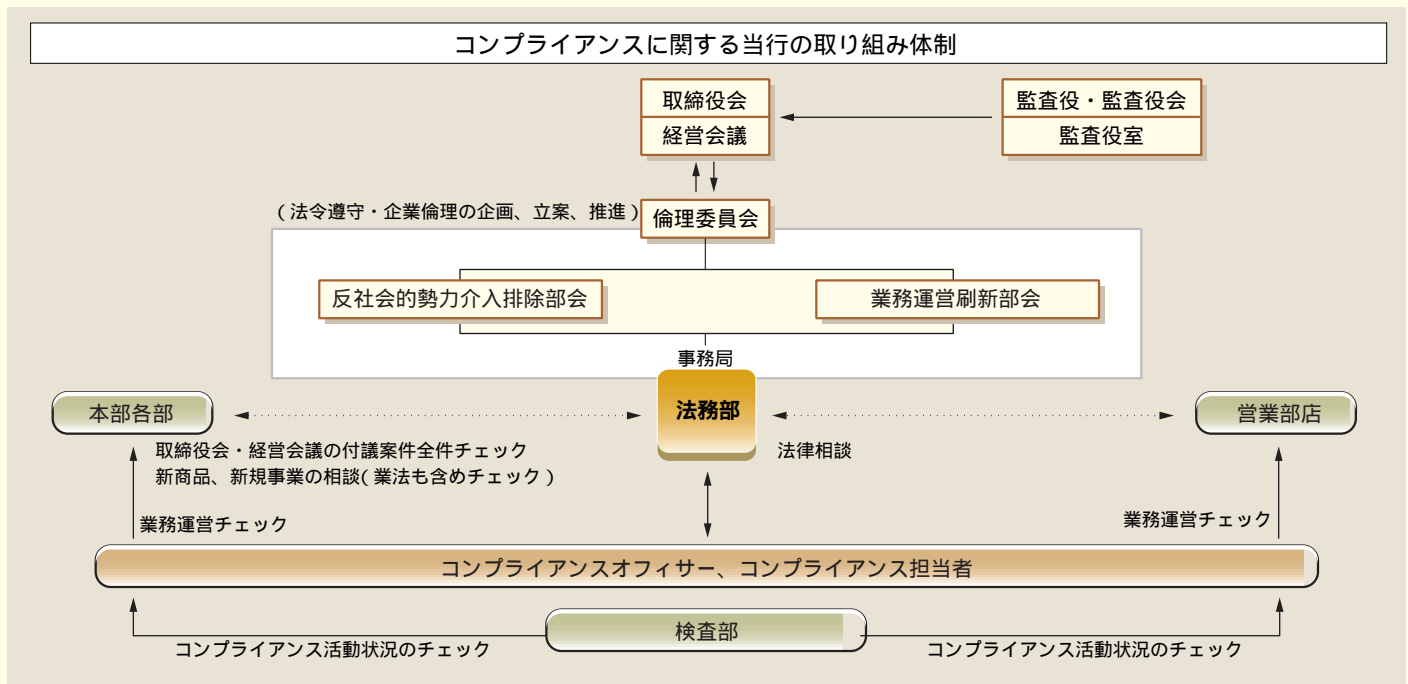 コンプライアンスに関する当行の取り組み体制
取締役会
経営会議
監査役・監査役会
監査役室
(法令遵守・企業倫理の企画、立案、推進)
倫理委員会
反社会的勢力介入排除部会
業務運営刷新部会
事務局
法務部
本部各部
営業部店
取締役会・経営会議の付議案件全件チェック
新商品、新規事業の相談(業法も含めチェック)
法律相談
業務運営チェック
業務運営チェック
コンプライアンスオフィサー、コンプライアンス担当者
検査部
コンプライアンス活動状況のチェック
コンプライアンス活動状況のチェック